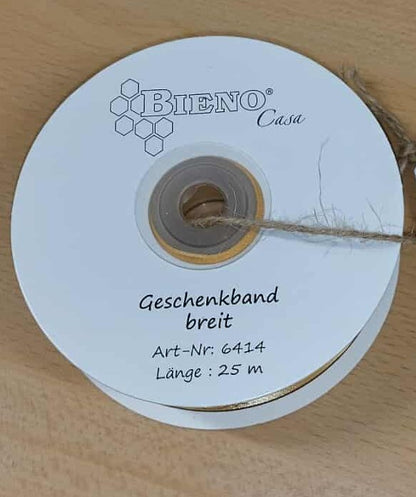 BIENO®
Casa
Geschenkband
breit
Art-Nr: 6414
Länge : 25 m